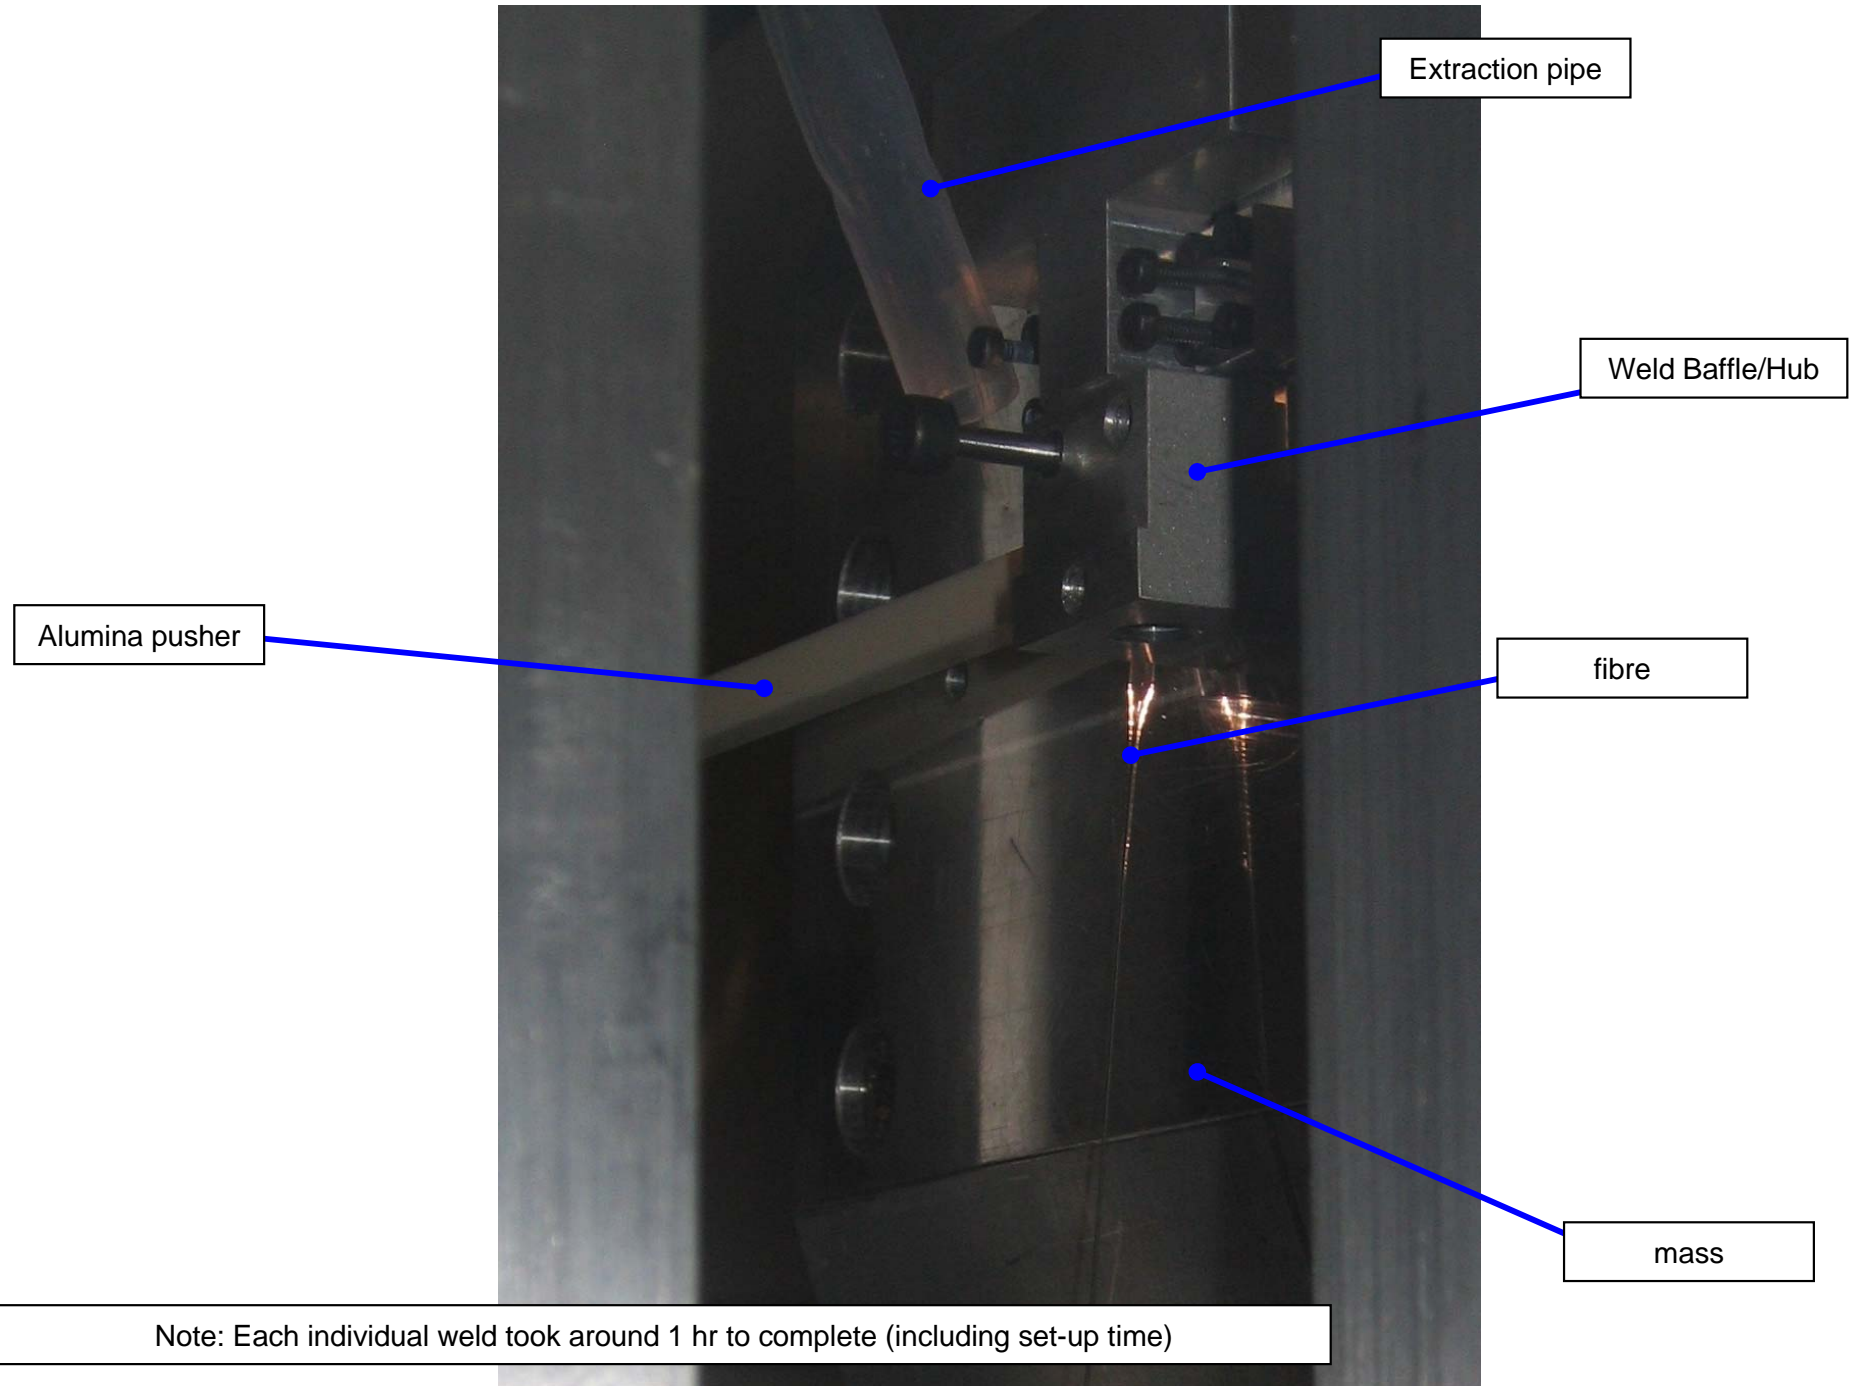 Extraction pipe
Weld Baffle/Hub
Alumina pusher
fibre
mass
Note: Each individual weld took around 1 hr to complete (including set-up time)